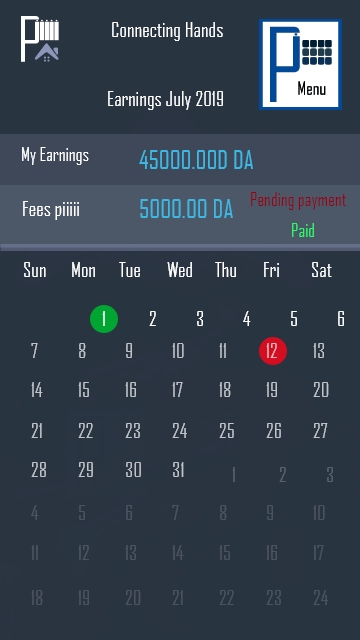 Connecting Hands
Menu
Earnings July 2019
My Earnings 45000.00D DA
Fees piiiii 5000.00 DA Pending payment
Paid
Sun Mon Tue Wed Thu Fri Sat
1 2 3 4 5 6
7 8 9 10 11 12 13
14 15 16 17 18 19 20
21 22 23 24 25 26 27
28 29 30 31 1 2 3
4 5 6 7 8 9 10
11 12 13 14 15 16 17
18 19 20 21 22 23 24